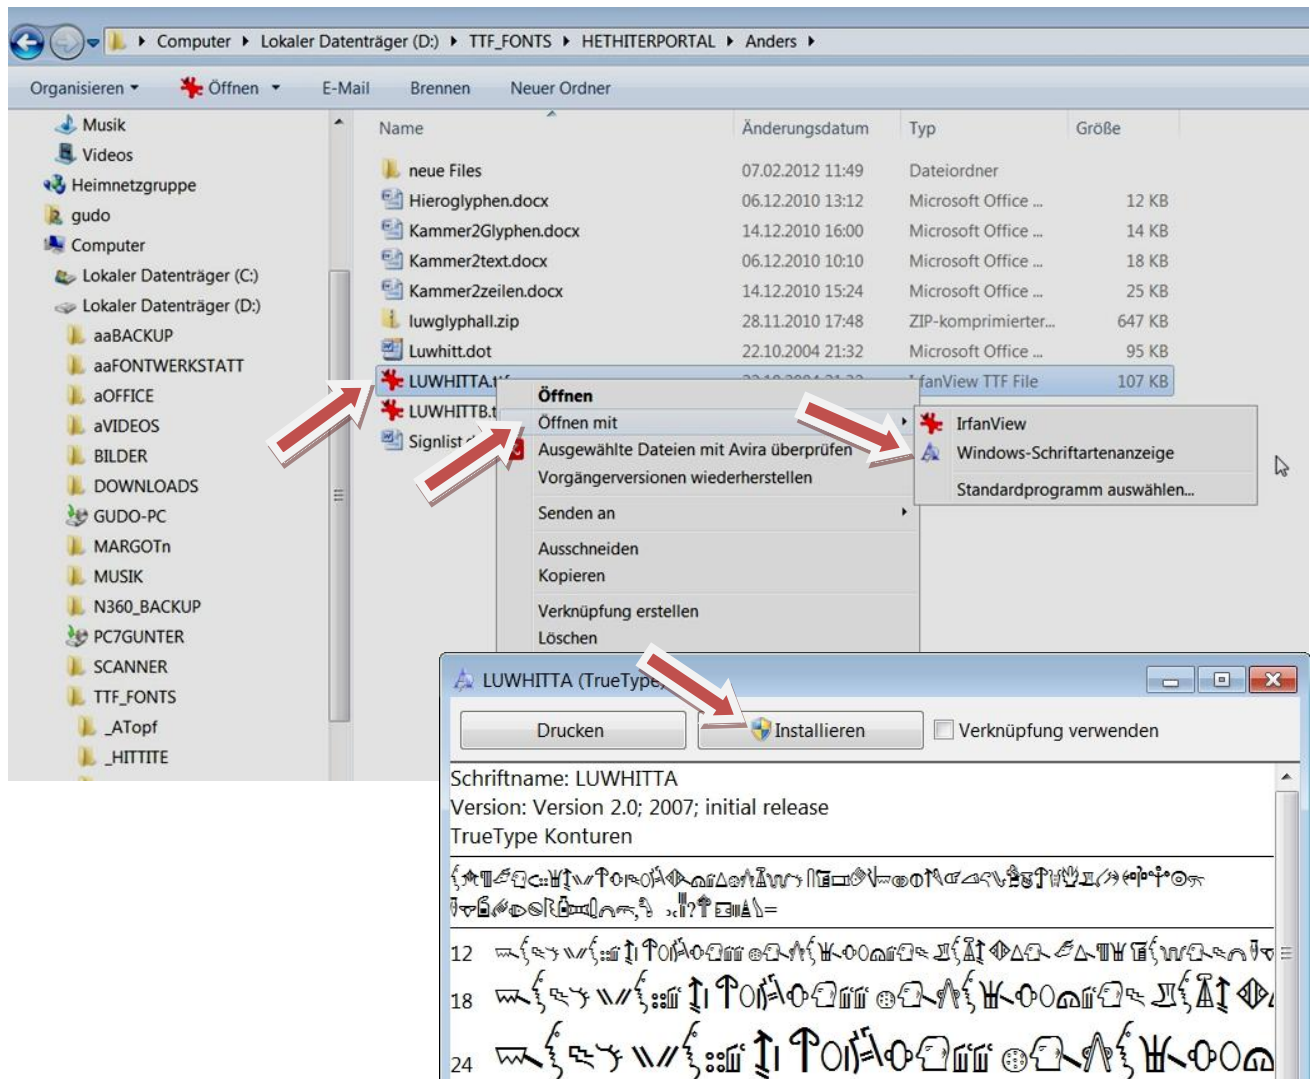 Computer Lokaler Datenträger (D:) TTF_FONTS HETHITERPORTAL Anders
Organisieren Öffnen E-Mail Brennen Neuer Ordner
Musik
Videos
Heimnetzgruppe
gudo
Computer
Lokaler Datenträger (C:)
Lokaler Datenträger (D:)
aaBACKUP
aaFONTWERKSTATT
aOFFICE
aVIDEOS
BILDER
DOWNLOADS
GUDO-PC
MARGOTn
MUSIK
N360_BACKUP
PC7GUNTER
SCANNER
TTF_FONTS
_ATopf
_HITTITE
Name Änderungsdatum Typ Größe
neue Files 07.02.2012 11:49 Dateiordner
Hieroglyphen.docx 06.12.2010 13:12 Microsoft Office ... 12 KB
Kammer2Glyphen.docx 14.12.2010 16:00 Microsoft Office ... 14 KB
Kammer2text.docx 06.12.2010 10:10 Microsoft Office ... 18 KB
Kammer2zeilen.docx 14.12.2010 15:24 Microsoft Office ... 25 KB
luwglyphall.zip 28.11.2010 17:48 ZIP-komprimierter... 647 KB
Luwhitt.dot 22.10.2004 21:32 Microsoft Office ... 95 KB
LUWHITTA.ttf 22.10.2004 21:32 IrfanView TTF File 107 KB
LUWHITTB.t
Signlist.d
Öffnen
Öffnen mit
Ausgewählte Dateien mit Avira überprüfen
Vorgängerversionen wiederherstellen
Senden an
Ausschneiden
Kopieren
Verknüpfung erstellen
Löschen
IrfanView
Windows-Schriftartenanzeige
Standardprogramm auswählen...
LUWHITTA (TrueType)
Drucken Installieren Verknüpfung verwenden
Schriftname: LUWHITTA
Version: Version 2.0; 2007; initial release
TrueType Konturen
12
18
24